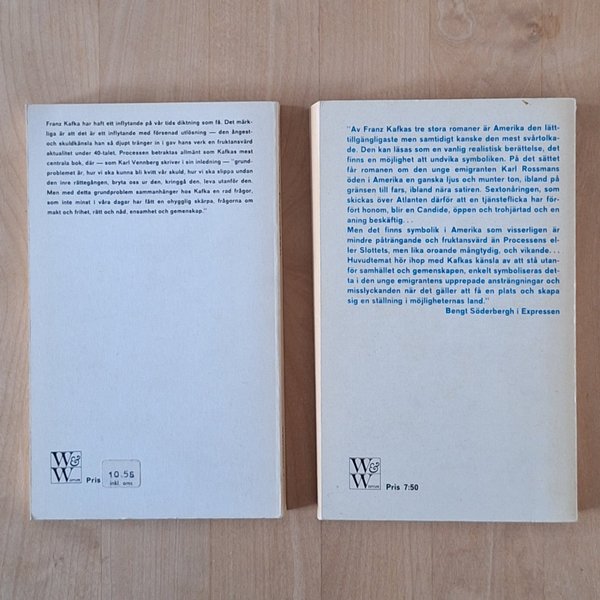 Franz Kafka har haft ett inflytande på vår tids diktning som få. Det märk-
liga är att det är ett inflytande med försenad utlösning — den ångest-
och skuldkänsla han så djupt tränger in i gav hans verk en fruktansvärd
aktualitet under 40-talet. Processen betraktas allmänt som Kafkas mest
centrala bok, där — som Karl Vennberg skriver i sin inledning — "grund-
problemet är, hur vi ska kunna bli kvitt vår skuld, hur vi ska slippa undan
den inre rättegången, bryta oss ur den, kringgå den, leva utanför den.
Men med detta grundproblem sammanhänger hos Kafka en rad frågor,
som inte minst i våra dagar har fått en ohygglig skärpa, frågorna om
makt och frihet, rätt och nåd, ensamhet och gemenskap."
W&W
SERIEN
Pris
10.56
inkl. oms
"Av Franz Kafkas tre stora romaner är Amerika den lätt-
tillgängligaste men samtidigt kanske den mest svårtolka-
de. Den kan läsas som en vanlig realistisk berättelse, det
finns en möjlighet att undvika symboliken. På det sättet
får romanen om den unge emigranten Karl Rossmans
öden i Amerika en ganska ljus och munter ton, ibland på
gränsen till fars, ibland nära satiren. Sextonåringen, som
skickas över Atlanten därför att en tjänsteflicka har för-
fört honom, blir en Candide, öppen och trohjärtad och en
aning beskäftig...
Men det finns symbolik i Amerika som visserligen är
mindre påträngande och fruktansvärd än Processens el-
ler Slottets, men lika oroande mångtydig, och vikande...
Huvudtemat hör ihop med Kafkas känsla av att stå utan-
för samhället och gemenskapen, enkelt symboliseras det-
ta i den unge emigrantens upprepade ansträngningar och
misslyckanden när det gäller att få en plats och skapa
sig en ställning i möjligheternas land."
Bengt Söderbergh i Expressen
W&W
SERIEN
Pris 7:50